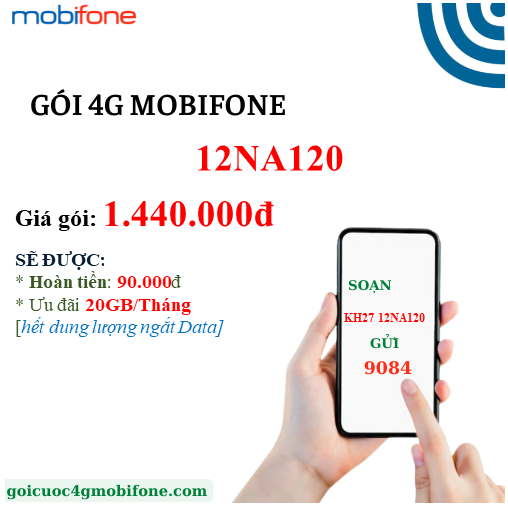 mobifone
GÓI 4G MOBIFONE
12NA120
Giá gói: 1.440.000đ
SẼ ĐƯỢC:
* Hoàn tiền: 90.000đ
* Ưu đãi 20GB/Tháng
[hết dung lượng ngăt Data]
SOẠN
KH27 12NA120
GỬI
9084
goicuoc4gmobifone.com